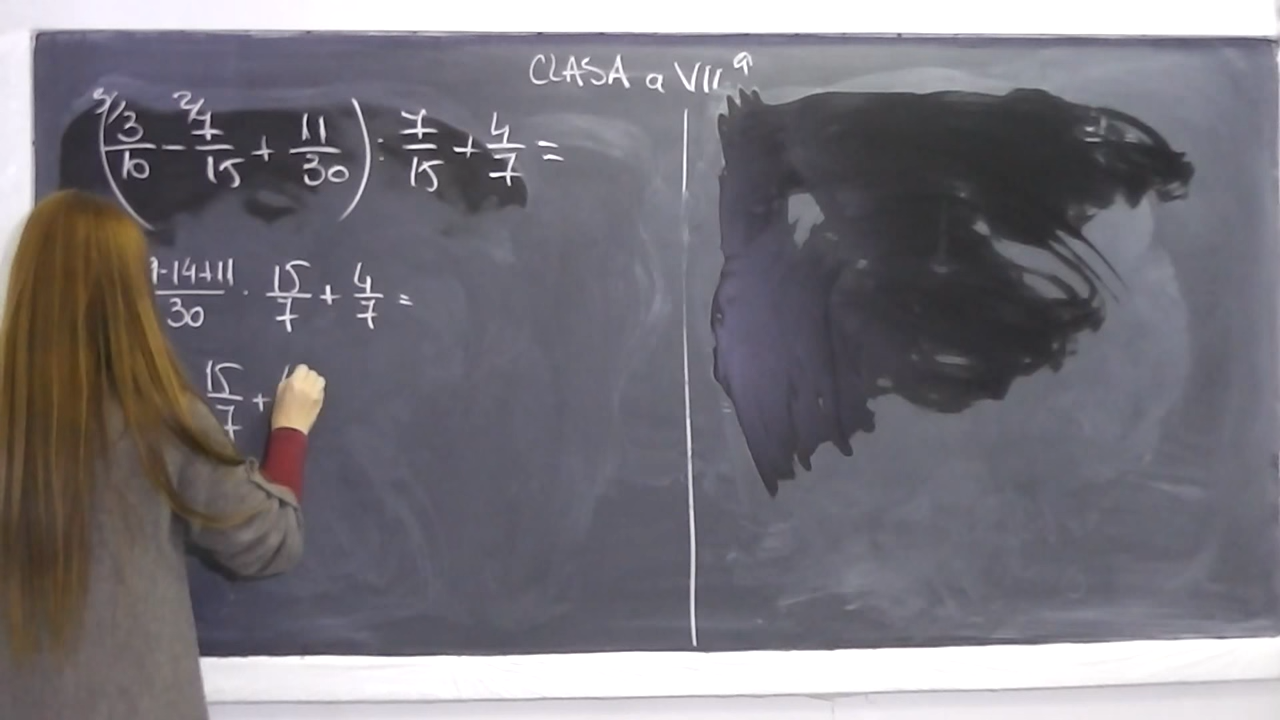 CLASA a VII a
(3/ 3/10 - 2/ 7/15 + 11/30) : 7/15 + 4/7 =
9-14+11/30 · 15/7 + 4/7 =
15/7 +